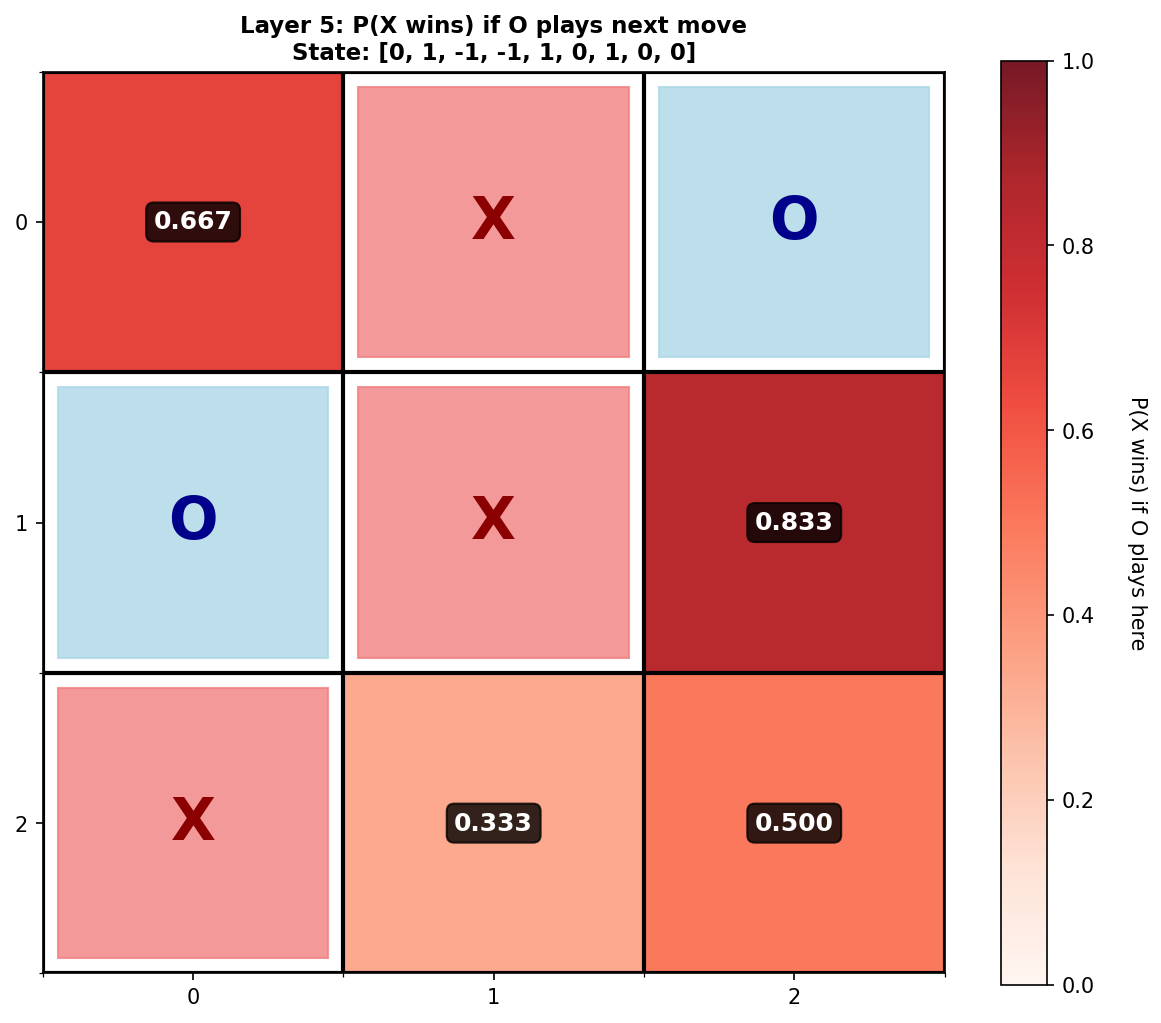 Layer 5: P(X wins) if O plays next move
State: [0, 1, -1, -1, 1, 0, 1, 0, 0]
0
0.667
X
O
1
O
X
0.833
2
X
0.333
0.500
0
1
2
1.0
0.8
0.6
0.4
0.2
0.0
P(X wins) if O plays here